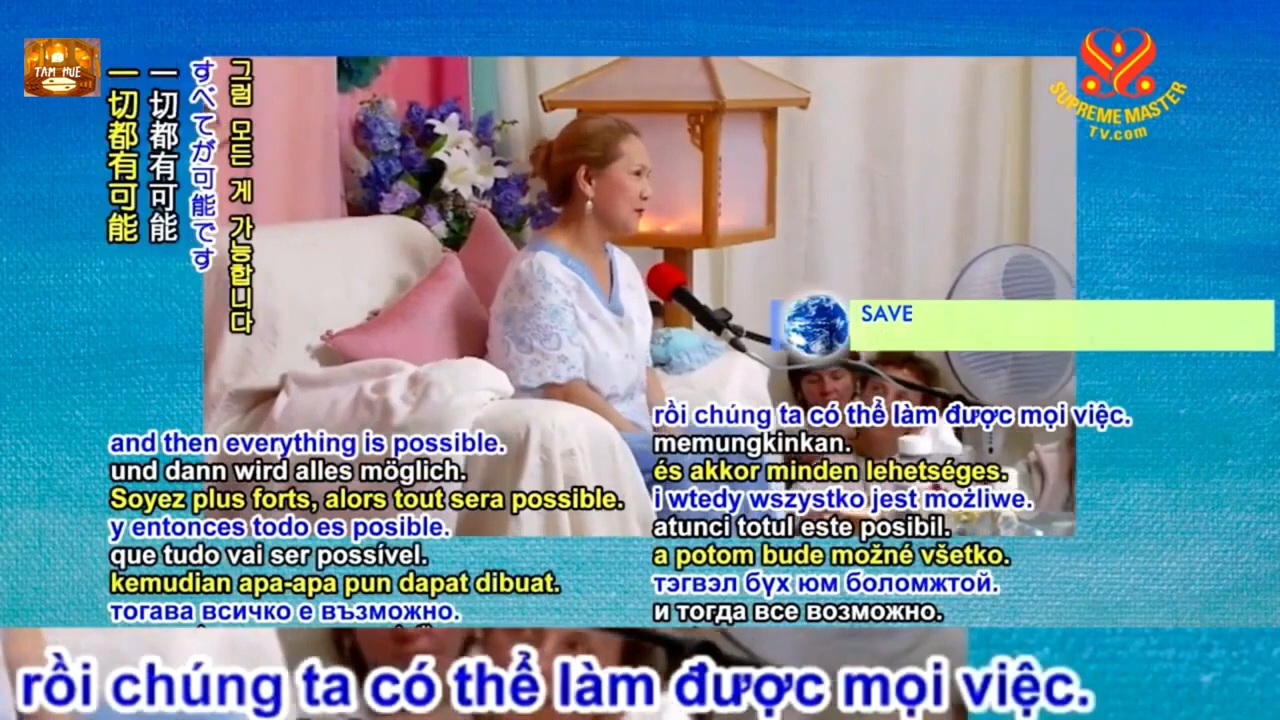 TAM HUE
一切都有可能
一切都有可能
すべてが可能です
그럼 모든 게 가능합니다
SUPREME MASTER
TV.com
SAVE
and then everything is possible.
und dann wird alles möglich.
Soyez plus forts, alors tout sera possible.
y entonces todo es posible.
que tudo vai ser possível.
kemudian apa-apa pun dapat dibuat.
тогава всичко е възможно.
rồi chúng ta có thể làm được mọi việc.
memungkinkan.
és akkor minden lehetséges.
i wtedy wszystko jest możliwe.
atunci totul este posibil.
a potom bude možné všetko.
тэгвэл бүх юм боломжтой.
и тогда все возможно.
rồi chúng ta có thể làm được mọi việc.